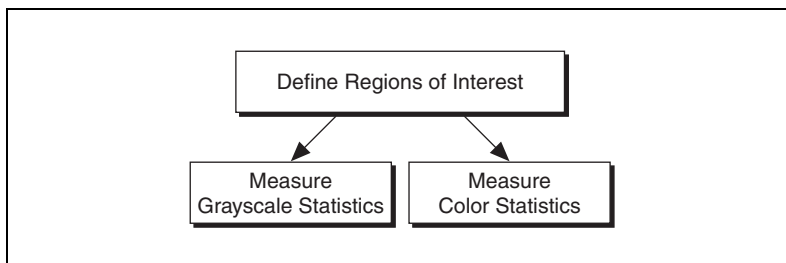 Define Regions of Interest
Measure
Grayscale Statistics
Measure
Color Statistics